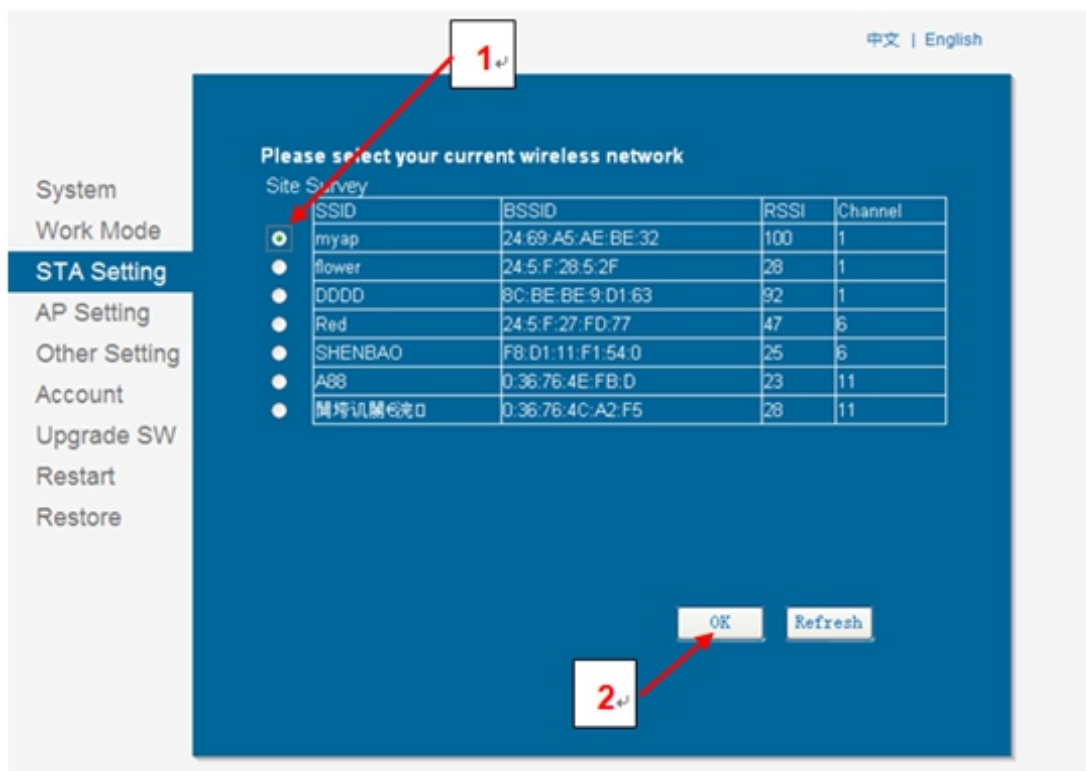 中文 | English
1
Please select your current wireless network
Site Survey
SSID BSSID RSSI Channel
myap 24:69:A5:AE:BE:32 100 1
flower 24:5:F:28:5:2F 28 1
DDDD 8C:BE:BE:9:D1:63 92 1
Red 24:5:F:27:FD:77 47 6
SHENBAO F8:D1:11:F1:54:0 25 6
A88 0:36:76:4E:FB:D 23 11
0:36:76:4C:A2:F5 28 11
System
Work Mode
STA Setting
AP Setting
Other Setting
Account
Upgrade SW
Restart
Restore
OK Refresh
2